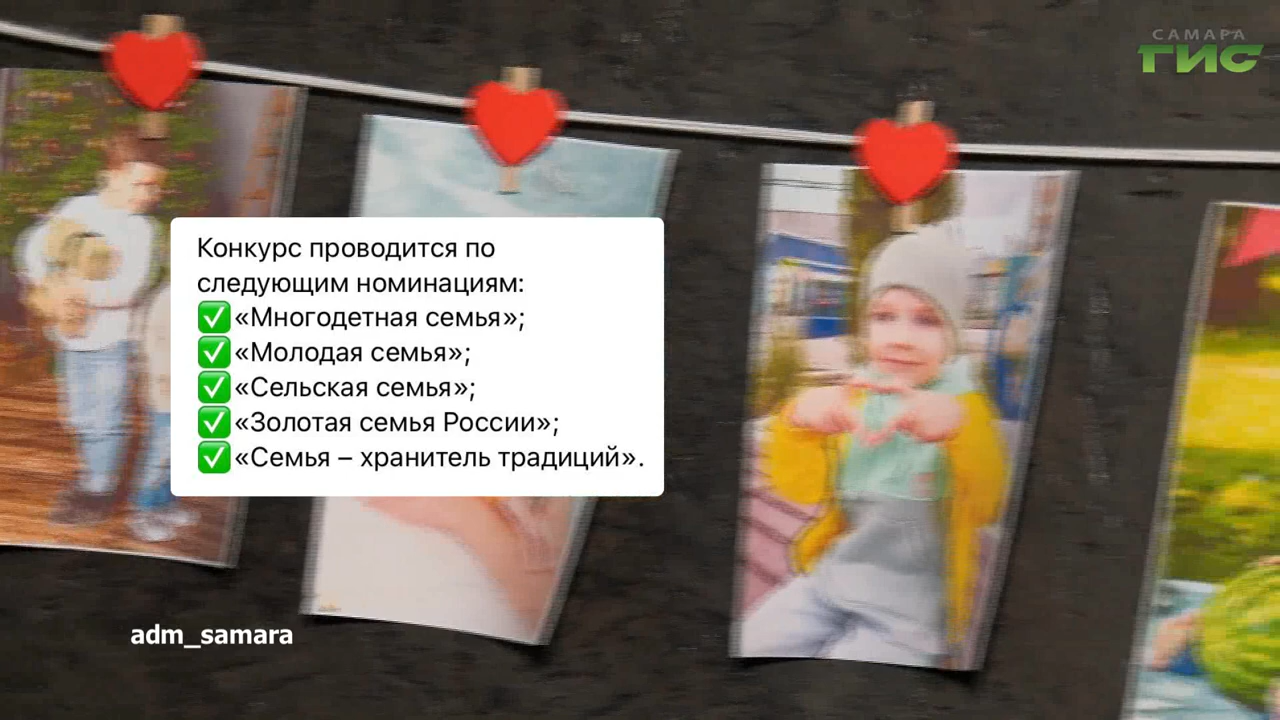 САМАРА
ГИС
Конкурс проводится по
следующим номинациям:
✅«Многодетная семья»;
✅«Молодая семья»;
✅«Сельская семья»;
✅«Золотая семья России»;
✅«Семья – хранитель традиций».
adm_samara